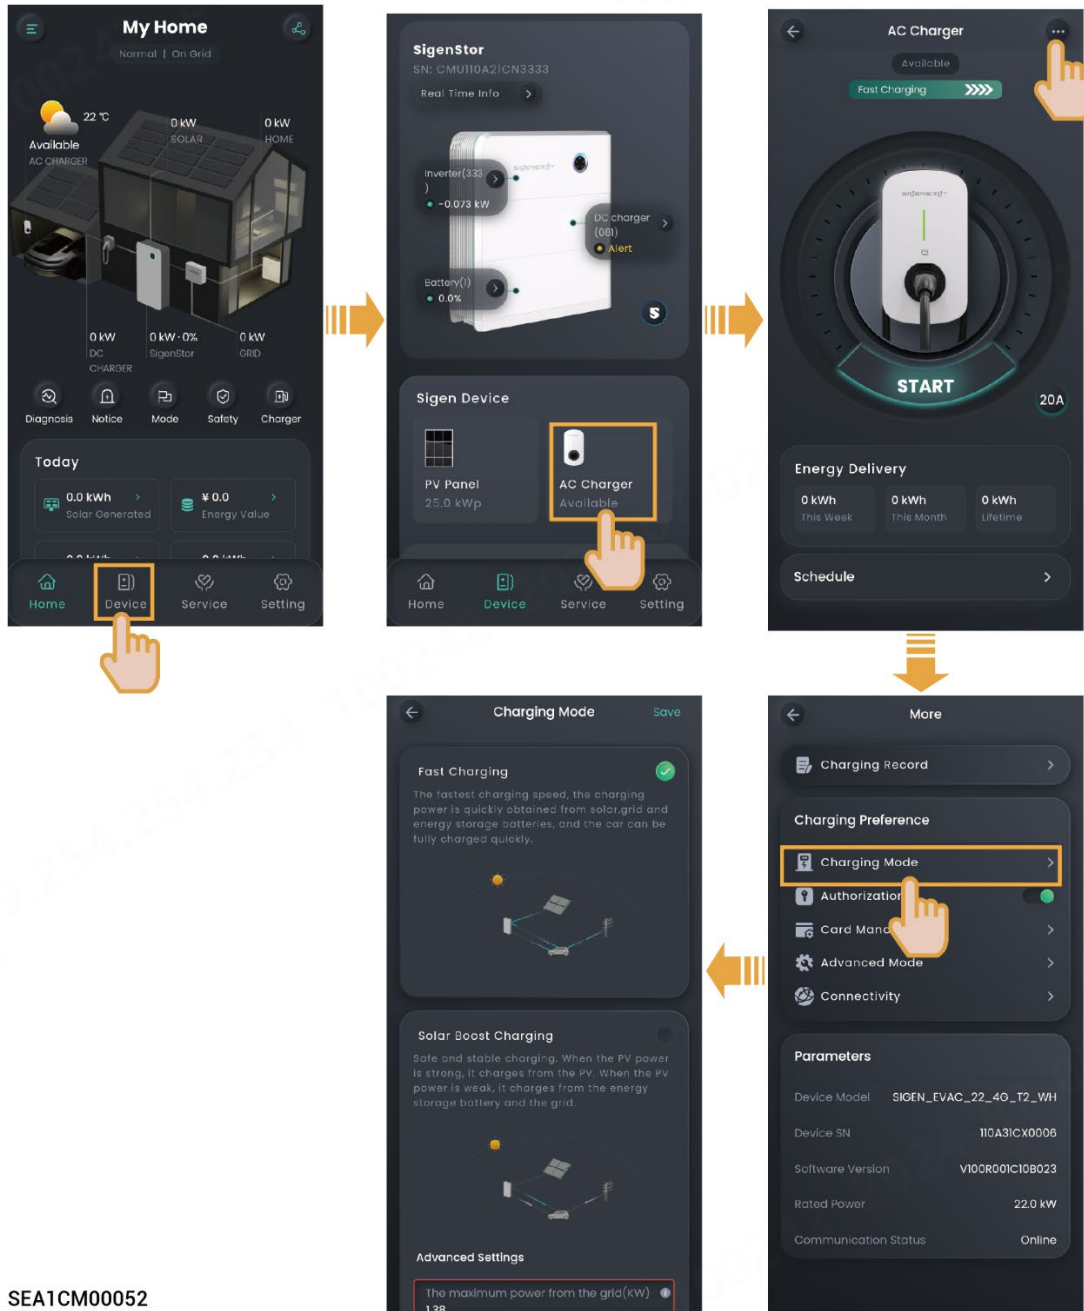 My Home
Normal | On Grid
22 ℃
Available
AC CHARGER
0 kW
SOLAR
0 kW
HOME
0 kW
DC
CHARGER
0 kW · 0%
SigenStor
0 kW
GRID
Diagnosis
Notice
Mode
Safety
Charger
Today
0.0 kWh
Solar Generated
¥ 0.0
Energy Value
Home
Device
Service
Setting
SigenStor
SN: CMU110A21CN3333
Real Time Info
SIGENERGY
Inverter(333
)
-0.073 kW
DC charger
(081)
Alert
Battery(1)
0.0%
Sigen Device
PV Panel
25.0 kWp
AC Charger
Available
Home
Device
Service
Setting
AC Charger
Available
Fast Charging
SIGENERGY
START
20A
Energy Delivery
0 kWh
This Week
0 kWh
This Month
0 kWh
Lifetime
Schedule
More
Charging Record
Charging Preference
Charging Mode
Authorization
Card Man
Advanced Mode
Connectivity
Parameters
Device Model SIGEN_EVAC_22_4G_T2_WH
Device SN 110A31CX0006
Software Version V100R001C10B023
Rated Power 22.0 kW
Communication Status Online
Charging Mode
Save
Fast Charging
The fastest charging speed, the charging
power is quickly obtained from solar,grid and
energy storage batteries, and the car can be
fully charged quickly.
Solar Boost Charging
Safe and stable charging. When the PV power
is strong, it charges from the PV. When the PV
power is weak, it charges from the energy
storage battery and the grid.
Advanced Settings
The maximum power from the grid(KW)
1.38
SEA1CM00052